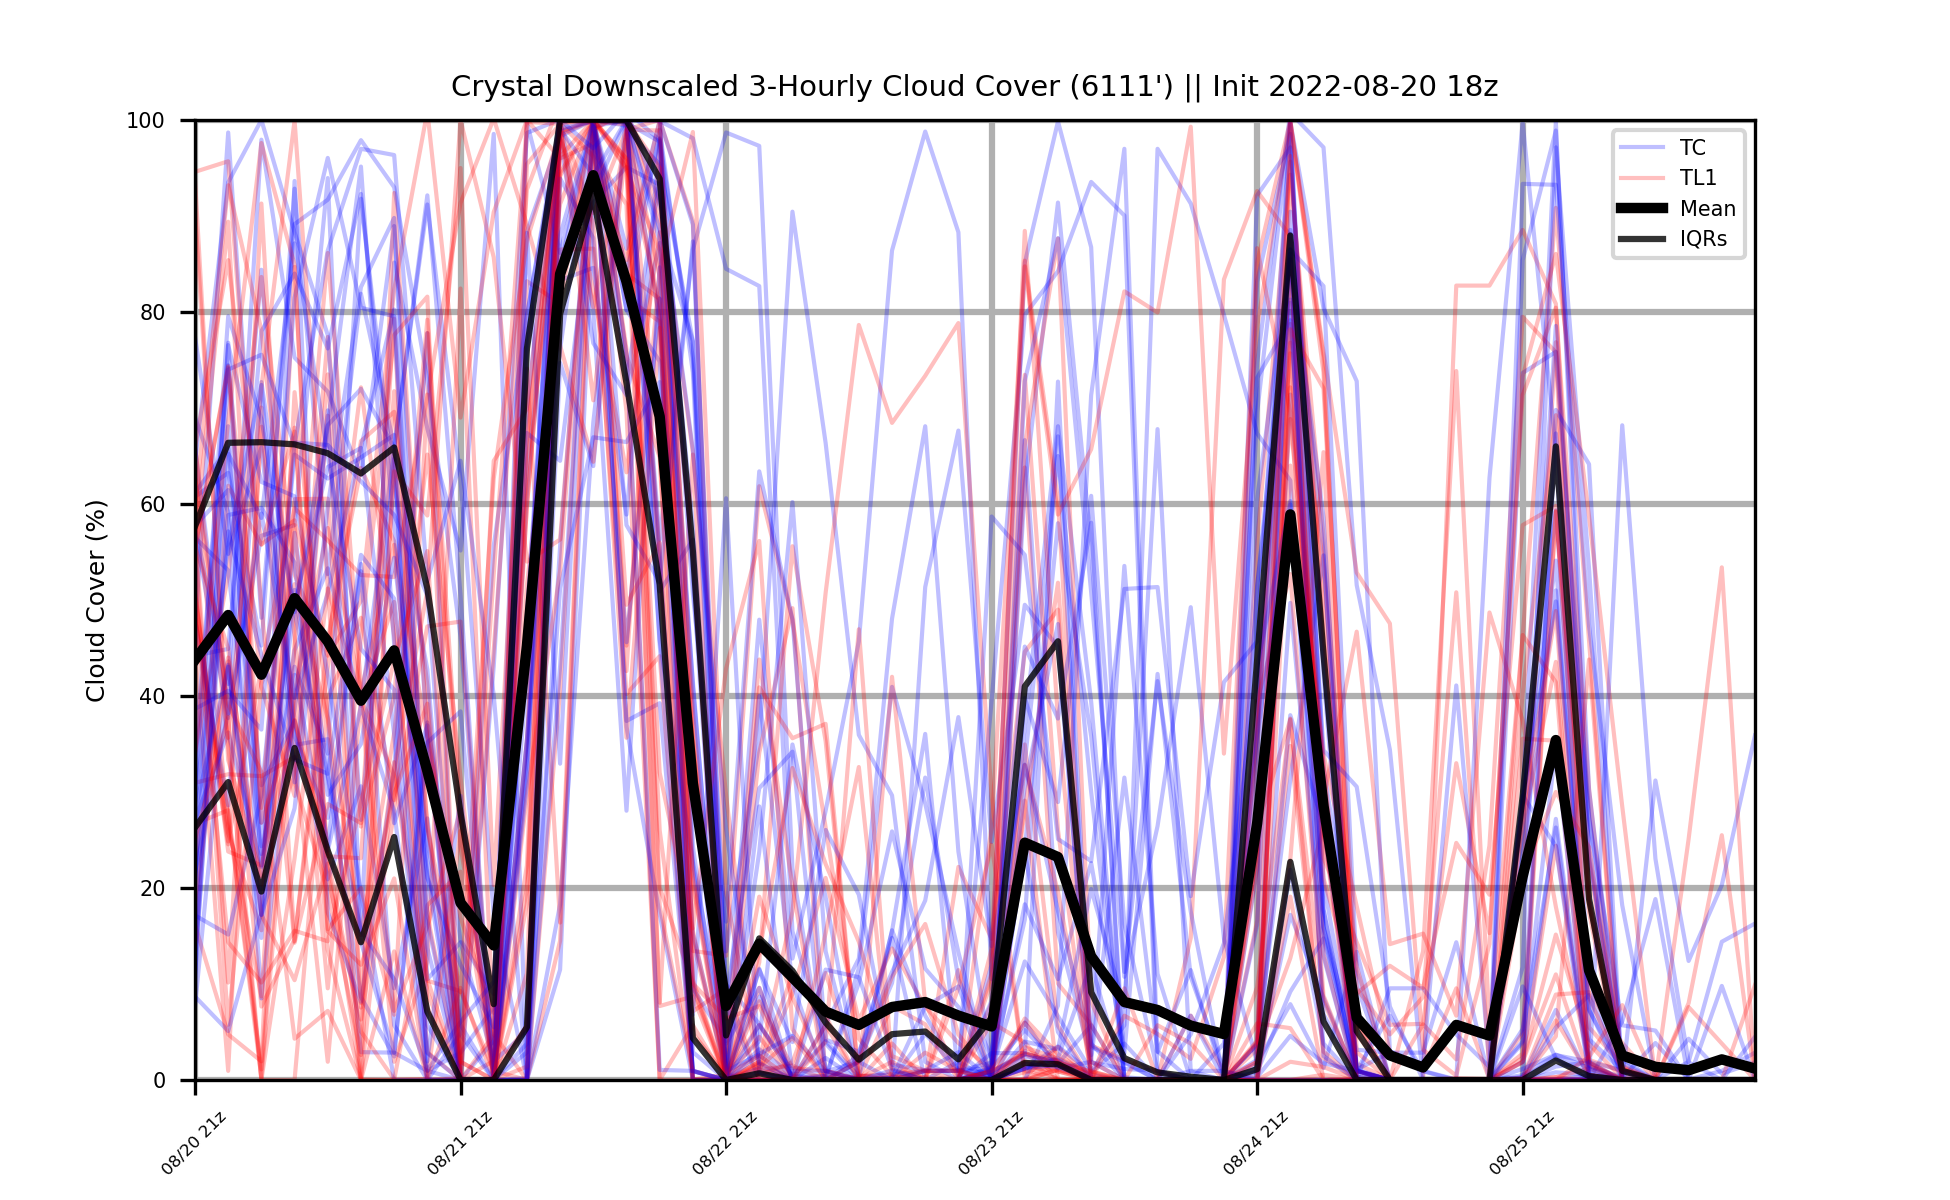 Crystal Downscaled 3-Hourly Cloud Cover (6111') || Init 2022-08-20 18z
100
80
60
40
20
0
Cloud Cover (%)
TC
TL1
Mean
IQRs
08/20 21z
08/21 21z
08/22 21z
08/23 21z
08/24 21z
08/25 21z